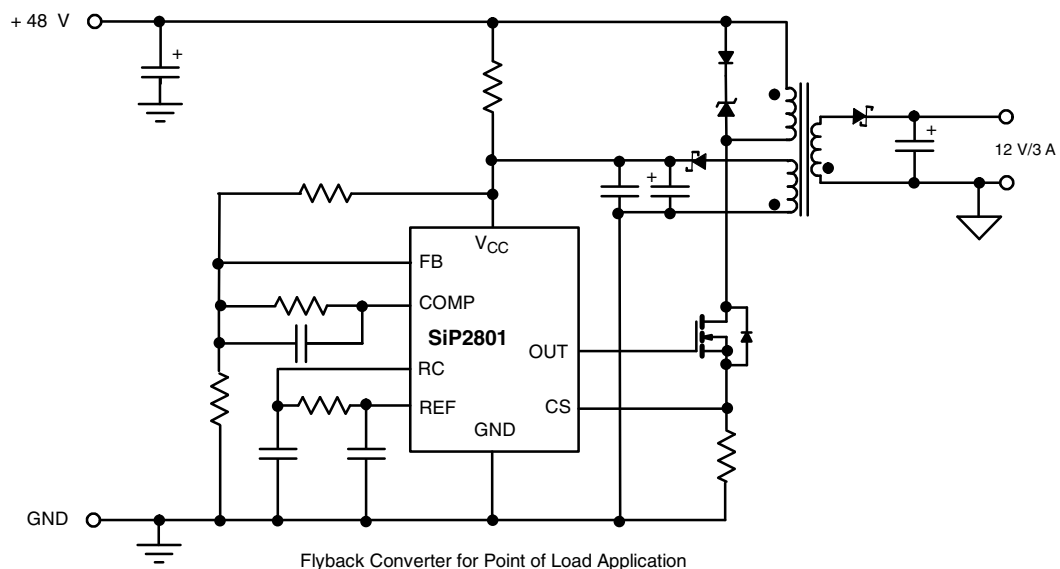 + 48 V
+
+
+
12 V/3 A
VCC
FB
COMP
SiP2801
OUT
RC
REF
CS
GND
GND
Flyback Converter for Point of Load Application